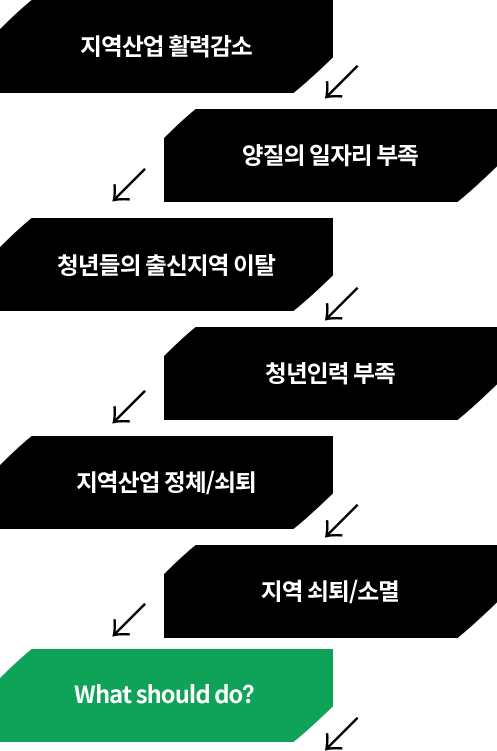 지역산업 활력감소
양질의 일자리 부족
청년들의 출신지역 이탈
청년인력 부족
지역산업 정체/쇠퇴
지역 쇠퇴/소멸
What should do?